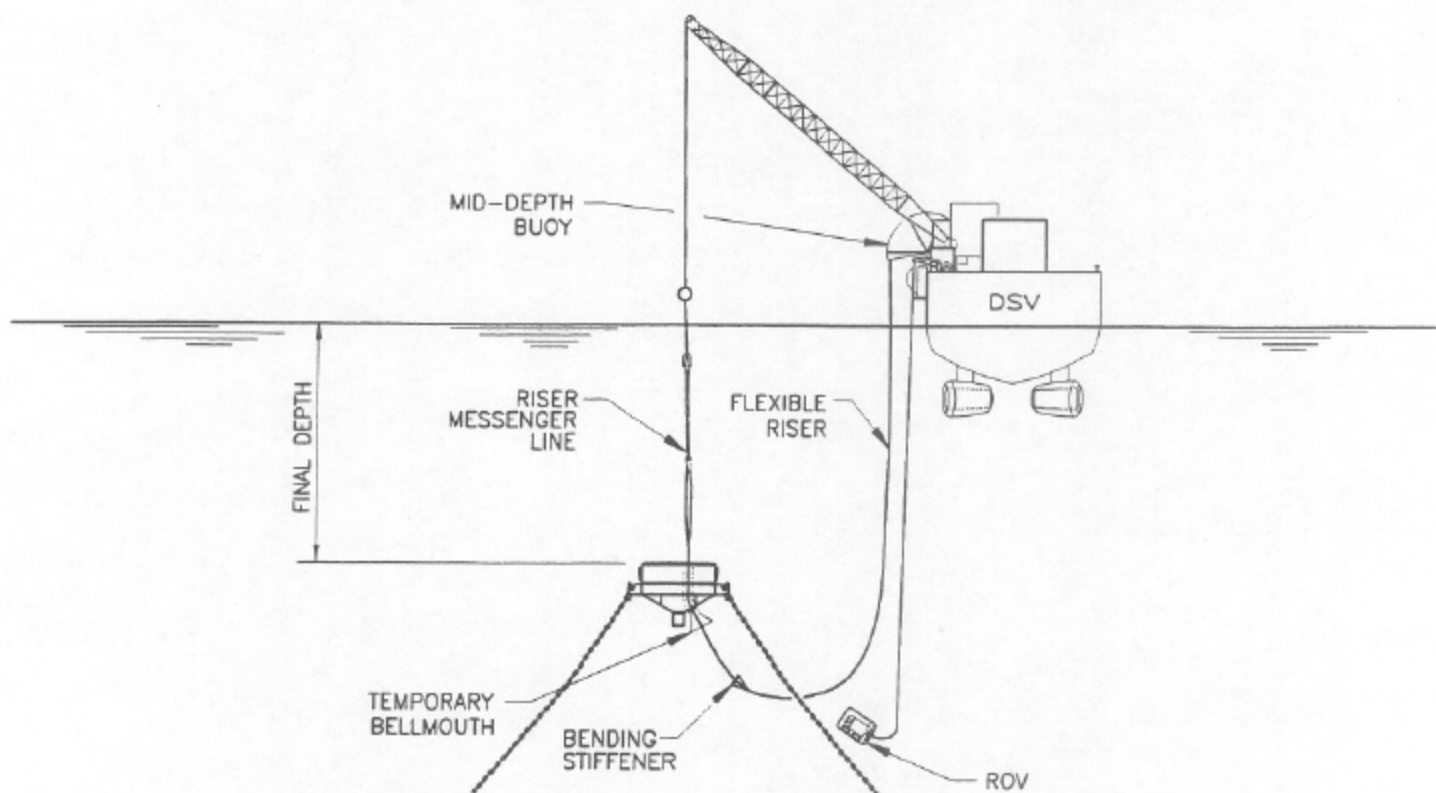 MID-DEPTH
BUOY
DSV
RISER
MESSENGER
LINE
FLEXIBLE
RISER
FINAL DEPTH
TEMPORARY
BELLMOUTH
BENDING
STIFFENER
ROV